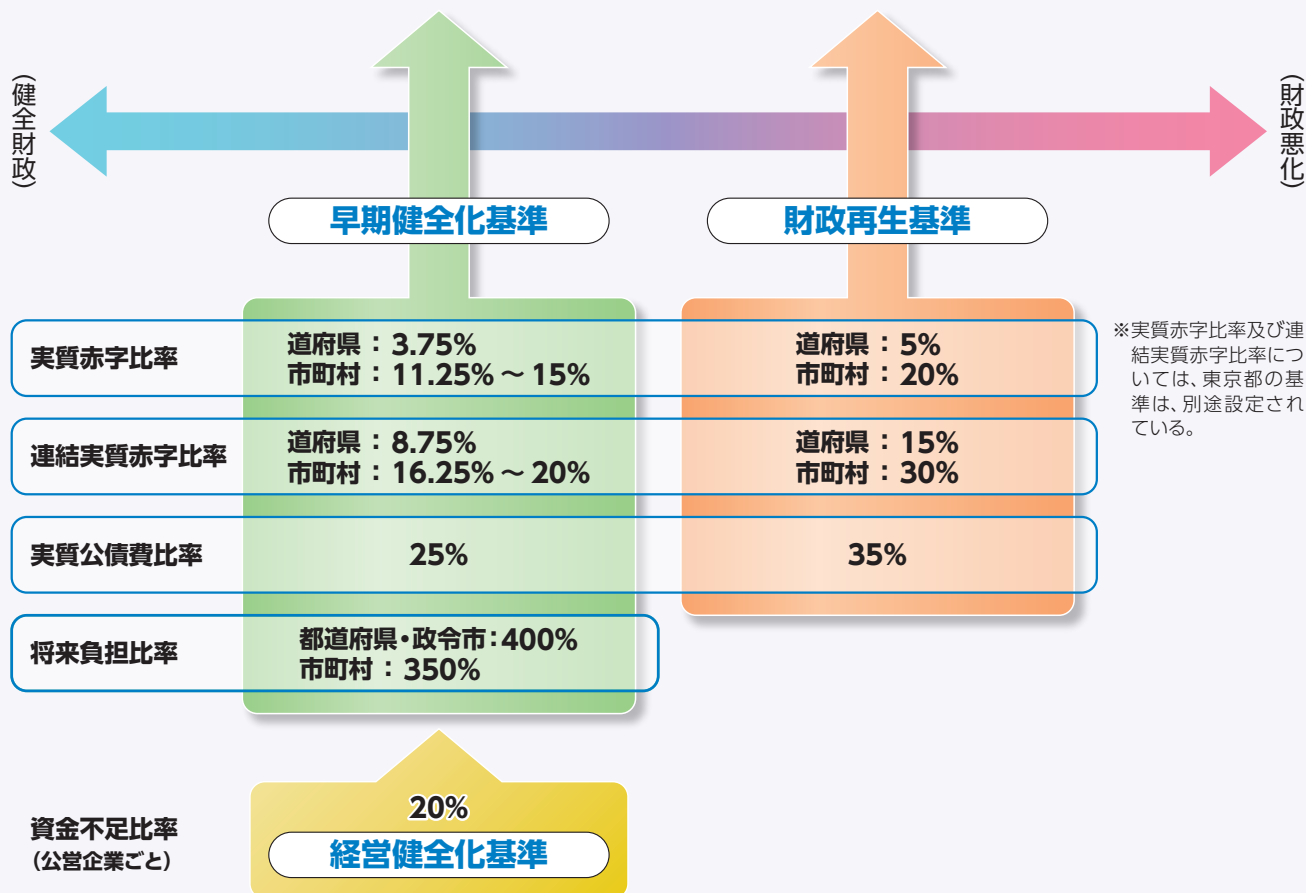 (健全財政)
(財政悪化)
早期健全化基準
財政再生基準
実質赤字比率
道府県：3.75%
市町村：11.25%～15%
道府県：5%
市町村：20%
※実質赤字比率及び連
結実質赤字比率につ
いては、東京都の基
準は、別途設定され
ている。
連結実質赤字比率
道府県：8.75%
市町村：16.25%～20%
道府県：15%
市町村：30%
実質公債費比率
25%
35%
将来負担比率
都道府県・政令市：400%
市町村：350%
資金不足比率
(公営企業ごと)
20%
経営健全化基準